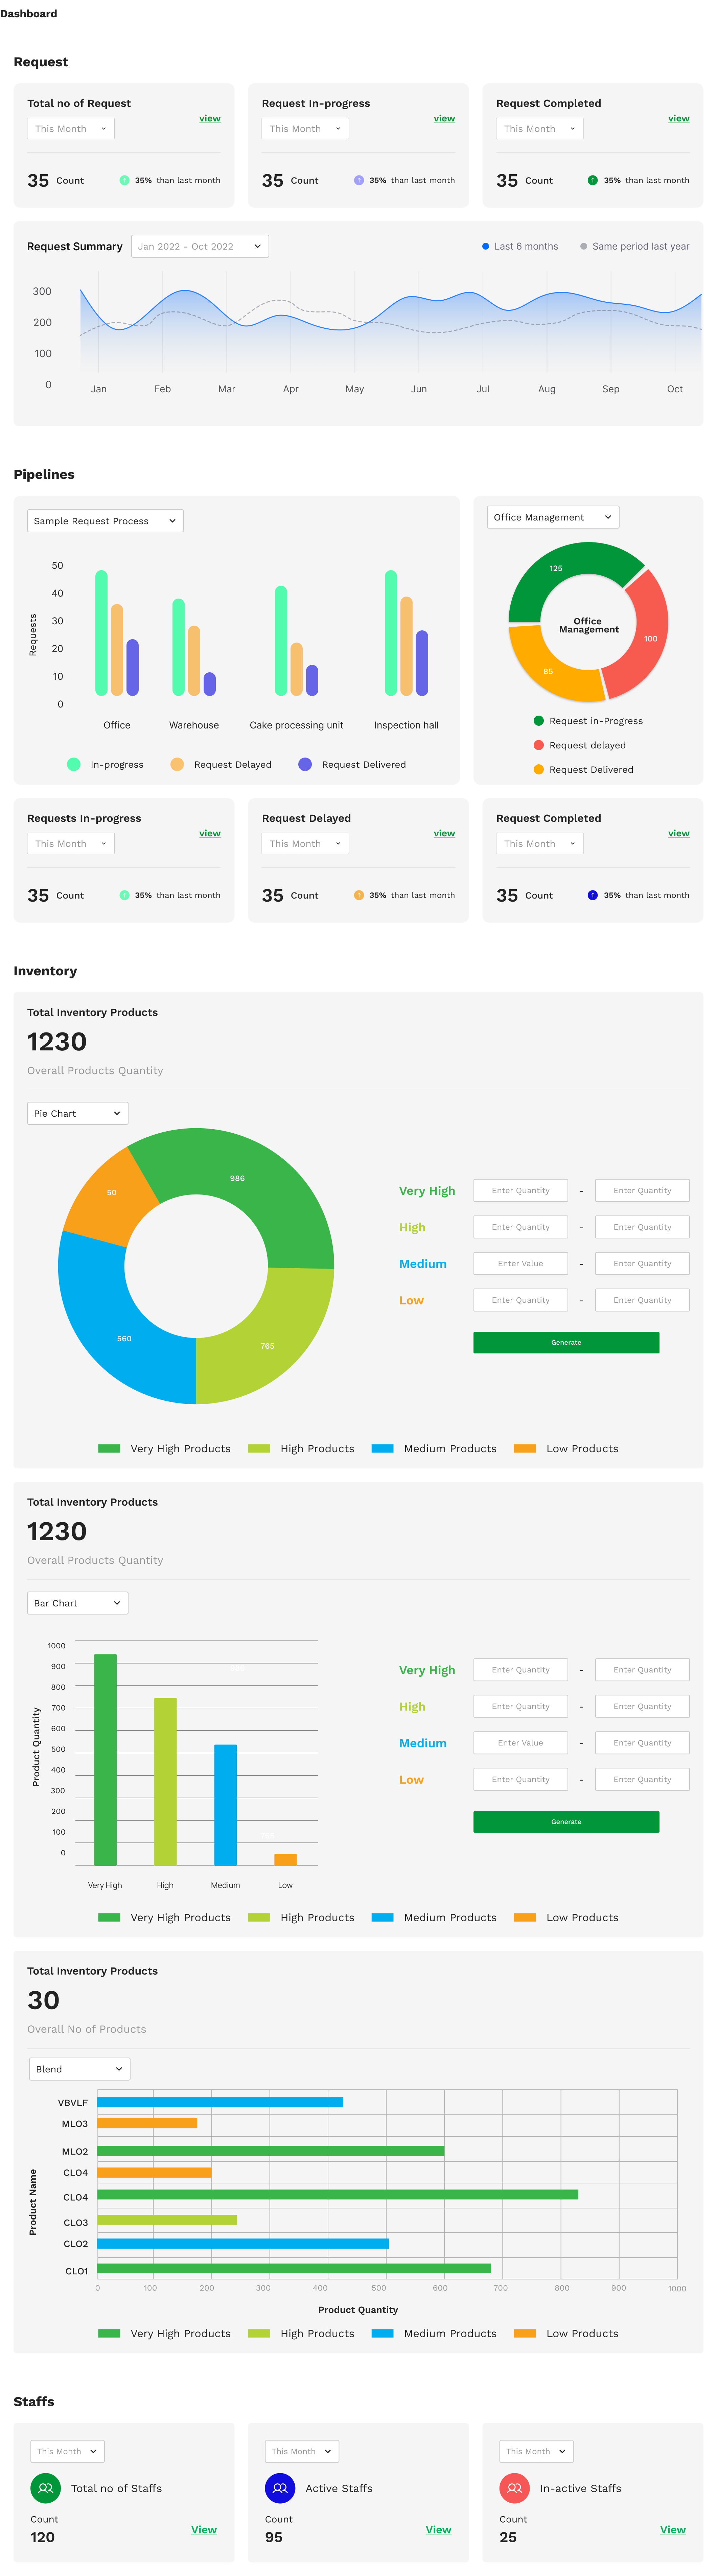 Dashboard
Request
Total no of Request
This Month
view
35 Count
↑ 35% than last month
Request In-progress
This Month
view
35 Count
↑ 35% than last month
Request Completed
This Month
view
35 Count
↑ 35% than last month
Request Summary
Jan 2022 - Oct 2022
Last 6 months
Same period last year
300
200
100
0
Jan Feb Mar Apr May Jun Jul Aug Sep Oct
Pipelines
Sample Request Process
Requests
50
40
30
20
10
0
Office Warehouse Cake processing unit Inspection hall
In-progress Request Delayed Request Delivered
Office Management
125
100
85
Office
Management
Request in-Progress
Request delayed
Request Delivered
Requests In-progress
This Month
view
35 Count
↑ 35% than last month
Request Delayed
This Month
view
35 Count
↑ 35% than last month
Request Completed
This Month
view
35 Count
↑ 35% than last month
Inventory
Total Inventory Products
1230
Overall Products Quantity
Pie Chart
986
50
560
765
Very High Enter Quantity - Enter Quantity
High Enter Quantity - Enter Quantity
Medium Enter Value - Enter Quantity
Low Enter Quantity - Enter Quantity
Generate
Very High Products High Products Medium Products Low Products
Total Inventory Products
1230
Overall Products Quantity
Bar Chart
Product Quantity
1000
900
800
700
600
500
400
300
200
100
0
Very High High Medium Low
Very High Enter Quantity - Enter Quantity
High Enter Quantity - Enter Quantity
Medium Enter Value - Enter Quantity
Low Enter Quantity - Enter Quantity
Generate
Very High Products High Products Medium Products Low Products
Total Inventory Products
30
Overall No of Products
Blend
Product Name
VBVLF
MLO3
MLO2
CLO4
CLO4
CLO3
CLO2
CLO1
0 100 200 300 400 500 600 700 800 900 1000
Product Quantity
Very High Products High Products Medium Products Low Products
Staffs
This Month
Total no of Staffs
Count
120
View
This Month
Active Staffs
Count
95
View
This Month
In-active Staffs
Count
25
View